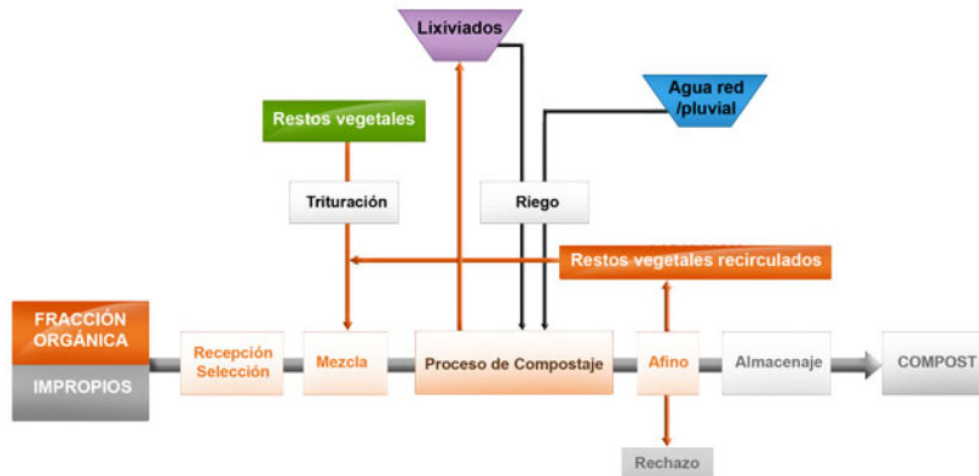 Lixiviados
Agua red
/pluvial
Restos vegetales
Trituración
Riego
Restos vegetales recirculados
FRACCIÓN
ORGÁNICA
IMPROPIOS
Recepción
Selección
Mezcla
Proceso de Compostaje
Afino
Almacenaje
COMPOST
Rechazo